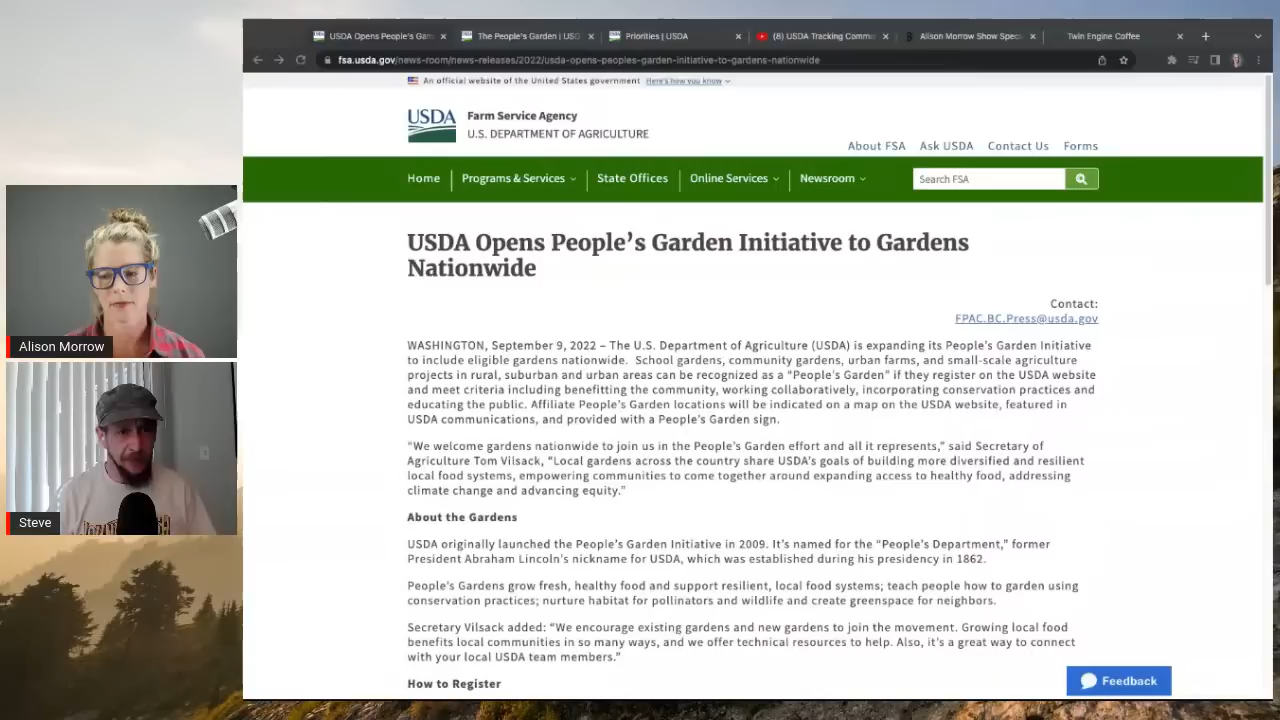 USDA Opens People's Gar
The People's Garden | USD
Priorities | USDA
(8) USDA Tracking Commu
Alison Morrow Show Speci
Twin Engine Coffee
fsa.usda.gov/news-room/news-releases/2022/usda-opens-peoples-garden-initiative-to-gardens-nationwide
An official website of the United States government Here's how you know
USDA
Farm Service Agency
U.S. DEPARTMENT OF AGRICULTURE
About FSA Ask USDA Contact Us Forms
Home Programs & Services State Offices Online Services Newsroom Search FSA
USDA Opens People's Garden Initiative to Gardens
Nationwide
Contact:
FPAC.BC.Press@usda.gov
WASHINGTON, September 9, 2022 – The U.S. Department of Agriculture (USDA) is expanding its People's Garden Initiative
to include eligible gardens nationwide. School gardens, community gardens, urban farms, and small-scale agriculture
projects in rural, suburban and urban areas can be recognized as a "People's Garden" if they register on the USDA website
and meet criteria including benefitting the community, working collaboratively, incorporating conservation practices and
educating the public. Affiliate People's Garden locations will be indicated on a map on the USDA website, featured in
USDA communications, and provided with a People's Garden sign.
"We welcome gardens nationwide to join us in the People's Garden effort and all it represents," said Secretary of
Agriculture Tom Vilsack, "Local gardens across the country share USDA's goals of building more diversified and resilient
local food systems, empowering communities to come together around expanding access to healthy food, addressing
climate change and advancing equity."
About the Gardens
USDA originally launched the People's Garden Initiative in 2009. It's named for the "People's Department," former
President Abraham Lincoln's nickname for USDA, which was established during his presidency in 1862.
People's Gardens grow fresh, healthy food and support resilient, local food systems; teach people how to garden using
conservation practices; nurture habitat for pollinators and wildlife and create greenspace for neighbors.
Secretary Vilsack added: "We encourage existing gardens and new gardens to join the movement. Growing local food
benefits local communities in so many ways, and we offer technical resources to help. Also, it's a great way to connect
with your local USDA team members."
How to Register
Feedback
Alison Morrow
Steve